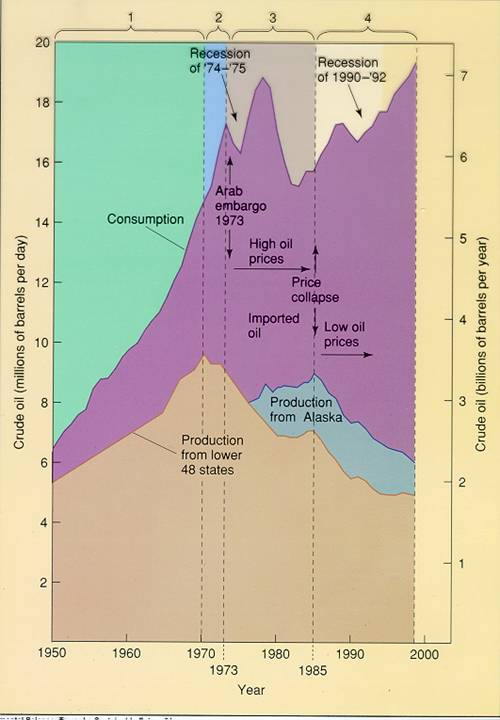 1 2 3 4
20
18
16
14
12
10
8
6
4
2
Crude oil (millions of barrels per day)
Recession
of '74–'75
Recession
of 1990–'92
Arab
embargo
1973
Consumption
High oil
prices
Price
collapse
Imported
oil
Low oil
prices
Production
from Alaska
Production
from lower
48 states
7
6
5
4
3
2
1
Crude oil (billions of barrels per year)
1950 1960 1970 1980 1990 2000
1973 1985
Year